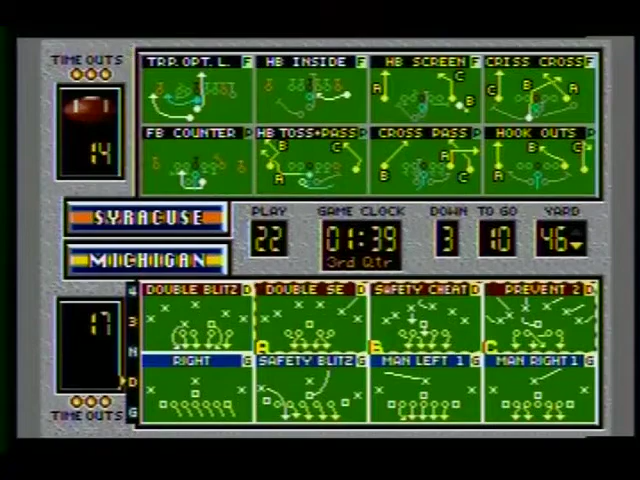 TIME OUTS
14
TRP. OPT. L. F
HB INSIDE F
HB SCREEN F
CRISS CROSS F
A
C
B
C
B
A
FB COUNTER P
HB TOSS+PASS P
CROSS PASS P
HOOK OUTS P
B
C
A
A
C
B
A
B
C
SYRACUSE
MICHIGAN
PLAY
22
GAME CLOCK
01:39
3rd Qtr
DOWN
3
TO GO
10
YARD
46
17
TIME OUTS
4
3
N
D
G
DOUBLE BLITZ D
DOUBLE SE D
SAFETY CHEAT D
PREVENT 2 D
A
B
C
RIGHT G
SAFETY BLITZ G
MAN LEFT 1 G
MAN RIGHT 1 G